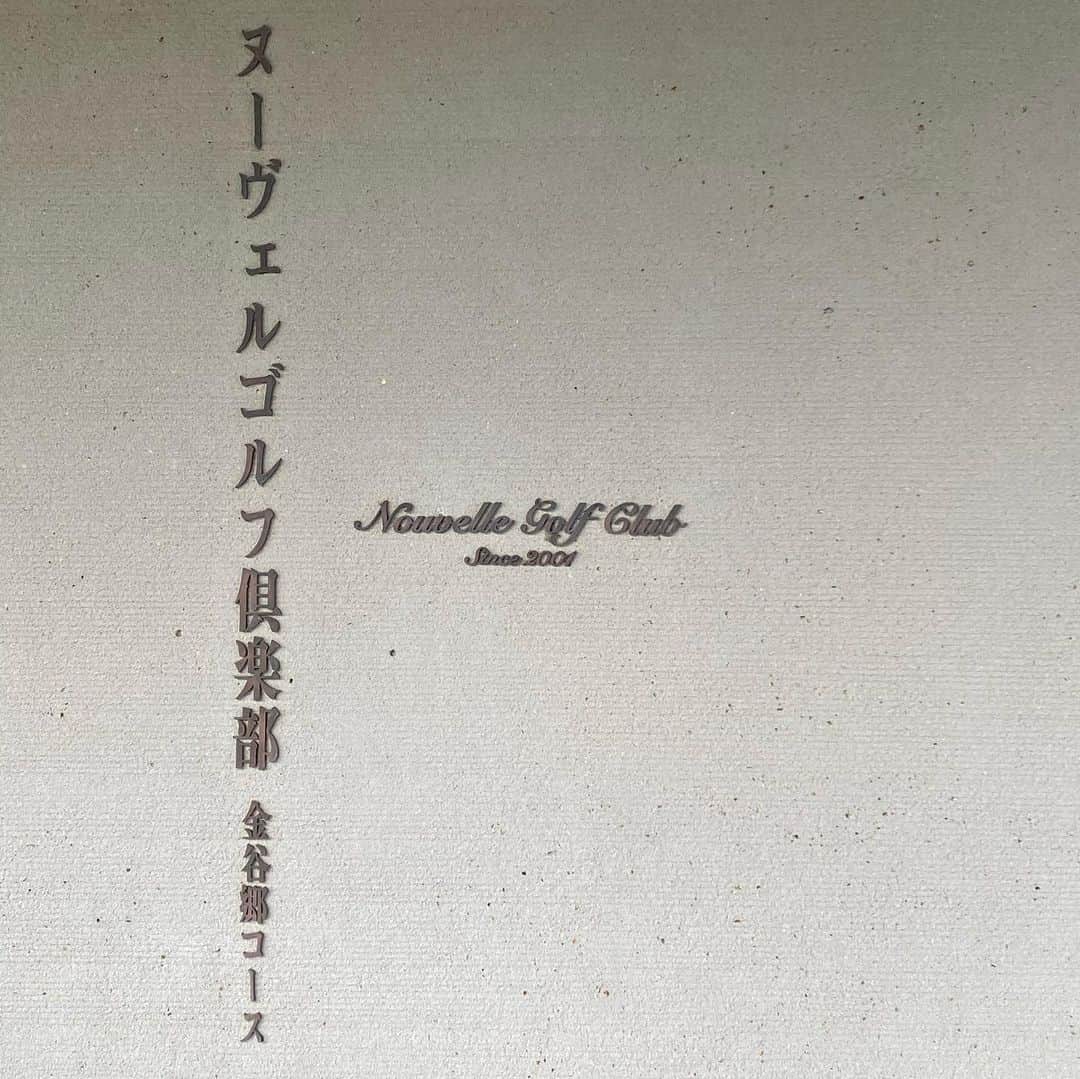 ヌーヴェルゴルフ倶楽部 金谷郷コース
Nouvelle Golf Club
Since 2001